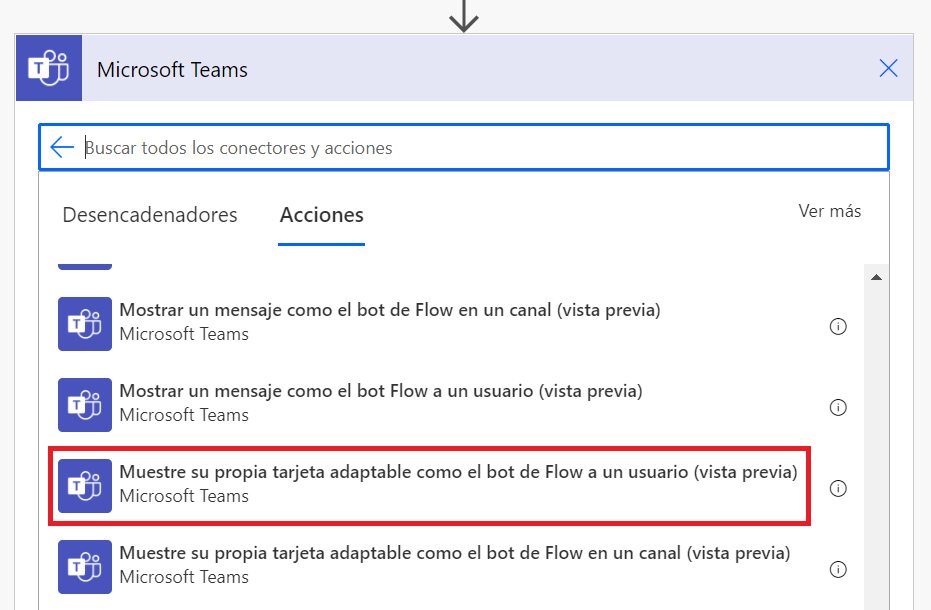 Microsoft Teams
Buscar todos los conectores y acciones
Desencadenadores Acciones Ver más
Mostrar un mensaje como el bot de Flow en un canal (vista previa)
Microsoft Teams
Mostrar un mensaje como el bot Flow a un usuario (vista previa)
Microsoft Teams
Muestre su propia tarjeta adaptable como el bot de Flow a un usuario (vista previa)
Microsoft Teams
Muestre su propia tarjeta adaptable como el bot de Flow en un canal (vista previa)
Microsoft Teams